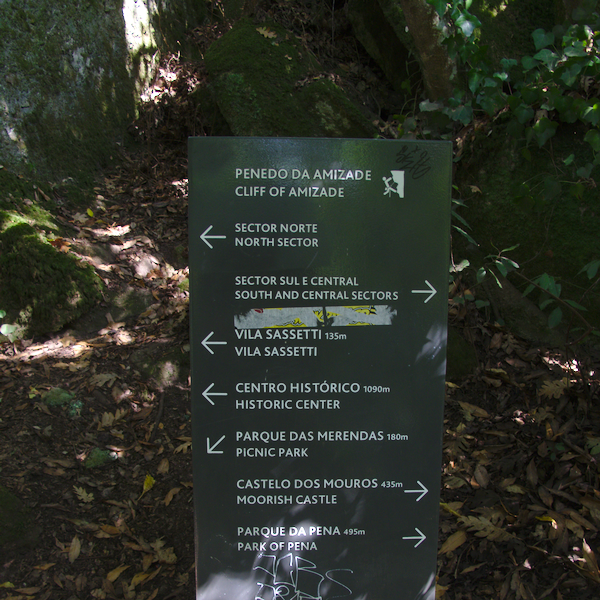 PENEDO DA AMIZADE
CLIFF OF AMIZADE
SECTOR NORTE
NORTH SECTOR
SECTOR SUL E CENTRAL
SOUTH AND CENTRAL SECTORS
VILA SASSETTI 135m
VILA SASSETTI
CENTRO HISTÓRICO 1090m
HISTORIC CENTER
PARQUE DAS MERENDAS 180m
PICNIC PARK
CASTELO DOS MOUROS 435m
MOORISH CASTLE
PARQUE DA PENA 495m
PARK OF PENA